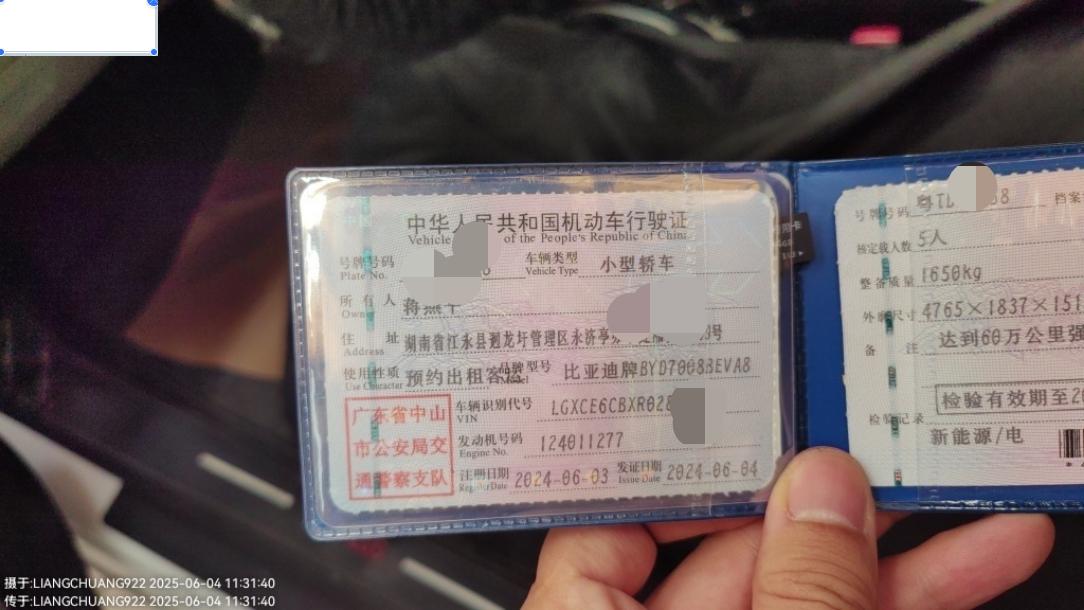 中华人民共和国机动车行驶证
Vehicle of the People's Republic of China
号牌号码
Plate No.
车辆类型 小型轿车
Vehicle Type
所有人
Owner
住址 湖南省江永县 龙圩管理区永济亭 号
Address
使用性质 预约出租客 品牌型号 比亚迪牌BYD7008BEVA8
Use Character Model
广东省中山
市公安局交
通警察支队
车辆识别代号 LGXCE6CBXR028
VIN
发动机号码 124011277
Engine No.
注册日期 2024-06-03 发证日期 2024-06-04
Register Date Issue Date
号牌号码 粤TD 8 档案
核定载人数 5人
整备质量 1650kg
外廓尺寸 4765×1837×151
备注 达到60万公里强
检验有效期至20
检验记录
新能源/电
摄于:LIANGCHUANG922 2025-06-04 11:31:40
传于:LIANGCHUANG922 2025-06-04 11:31:40